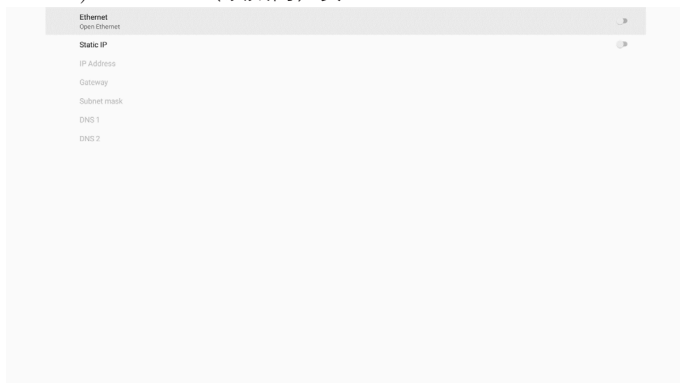 Ethernet
Open Ethernet
Static IP
IP Address
Gateway
Subnet mask
DNS 1
DNS 2